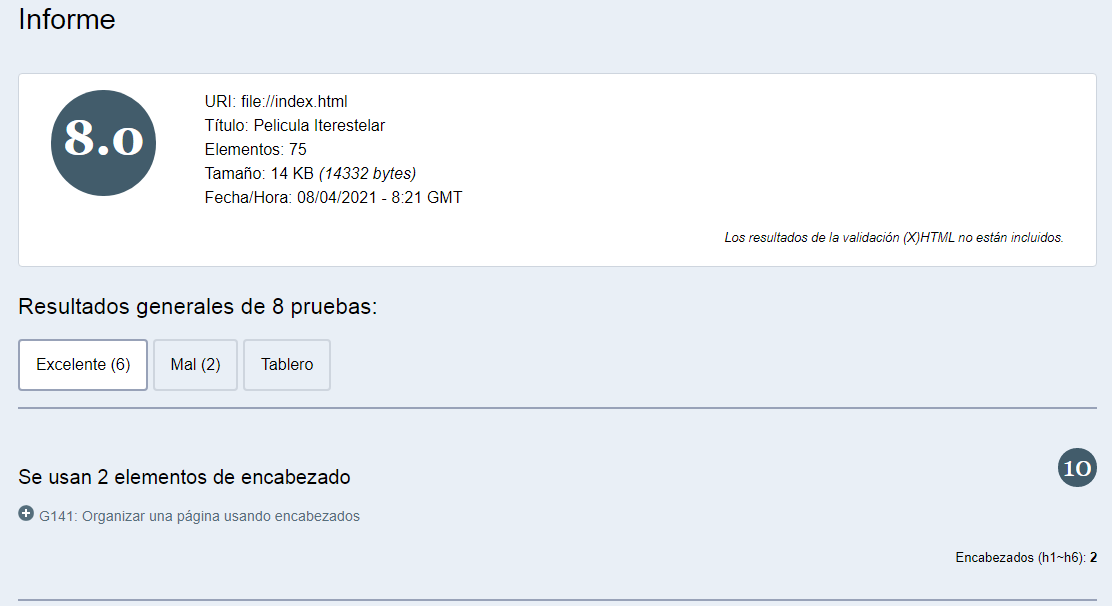 Informe
8.0
URI: file://index.html
Título: Pelicula Iterestelar
Elementos: 75
Tamaño: 14 KB (14332 bytes)
Fecha/Hora: 08/04/2021 - 8:21 GMT
Los resultados de la validación (X)HTML no están incluidos.
Resultados generales de 8 pruebas:
Excelente (6)
Mal (2)
Tablero
Se usan 2 elementos de encabezado
10
G141: Organizar una página usando encabezados
Encabezados (h1~h6): 2